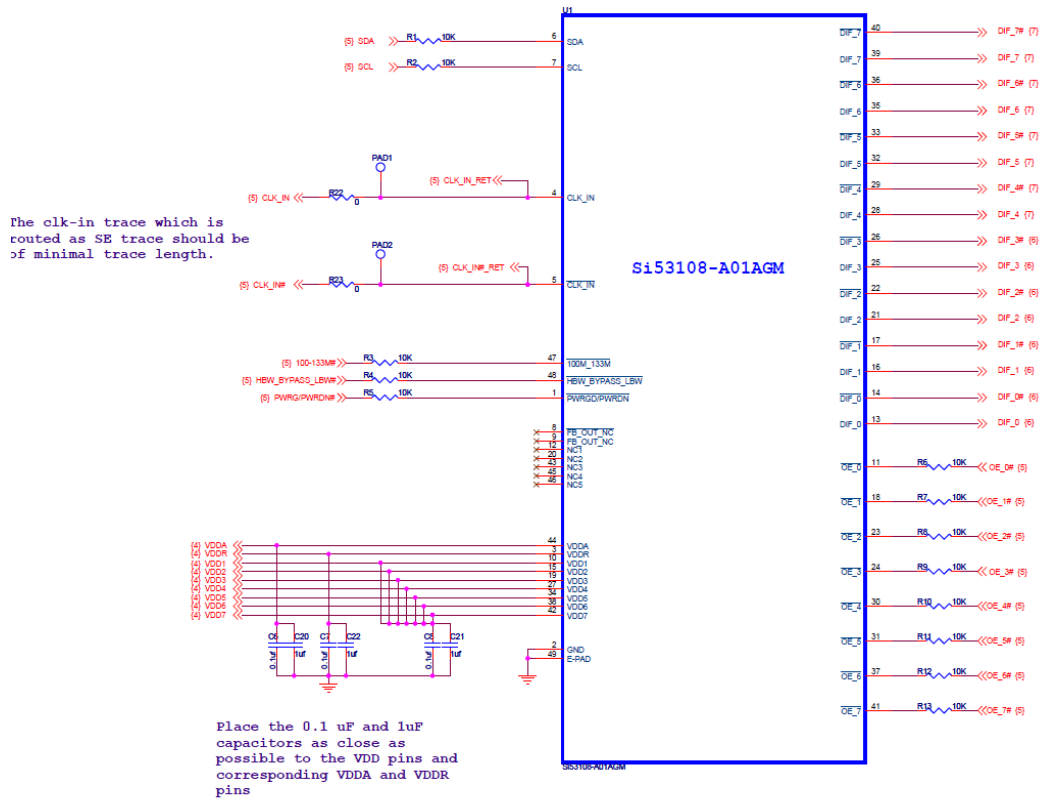 U1
{5} SDA R1 10K 6 SDA
{5} SCL R2 10K 7 SCL
PAD1
{5} CLK_IN_RET
{5} CLK_IN R22 0 4 CLK_IN
The clk-in trace which is
routed as SE trace should be
of minimal trace length.
PAD2
{5} CLK_IN#_RET
{5} CLK_IN# R23 0 5 CLK_IN
{5} 100-133M# R3 10K 47 100M_133M
{5} HBW_BYPASS_LBW# R4 10K 48 HBW_BYPASS_LBW
{5} PWRG/PWRDN# R5 10K 1 PWRGD/PWRDN
8 FB_OUT_NC
9 FB_OUT_NC
12 NC1
20 NC2
43 NC3
45 NC4
46 NC5
{4} VDDA 44 VDDA
{4} VDDR 3 VDDR
{4} VDD1 10 VDD1
{4} VDD2 15 VDD2
{4} VDD3 19 VDD3
{4} VDD4 27 VDD4
{4} VDD5 34 VDD5
{4} VDD6 38 VDD6
{4} VDD7 42 VDD7
C6 C20 C7 C22 C8 C21
0.1uf 1uf 0.1uf 1uf 0.1uf 1uf
2 GND
49 E-PAD
Place the 0.1 uF and 1uF
capacitors as close as
possible to the VDD pins and
corresponding VDDA and VDDR
pins
Si53108-A01AGM
Si53108-A01AGM
DIF_7 40 DIF_7# {7}
DIF_7 39 DIF_7 {7}
DIF_6 36 DIF_6# {7}
DIF_6 35 DIF_6 {7}
DIF_5 33 DIF_5# {7}
DIF_5 32 DIF_5 {7}
DIF_4 29 DIF_4# {7}
DIF_4 28 DIF_4 {7}
DIF_3 26 DIF_3# {6}
DIF_3 25 DIF_3 {6}
DIF_2 22 DIF_2# {6}
DIF_2 21 DIF_2 {6}
DIF_1 17 DIF_1# {6}
DIF_1 16 DIF_1 {6}
DIF_0 14 DIF_0# {6}
DIF_0 13 DIF_0 {6}
OE_0 11 R6 10K OE_0# {5}
OE_1 18 R7 10K OE_1# {5}
OE_2 23 R8 10K OE_2# {5}
OE_3 24 R9 10K OE_3# {5}
OE_4 30 R10 10K OE_4# {5}
OE_5 31 R11 10K OE_5# {5}
OE_6 37 R12 10K OE_6# {5}
OE_7 41 R13 10K OE_7# {5}